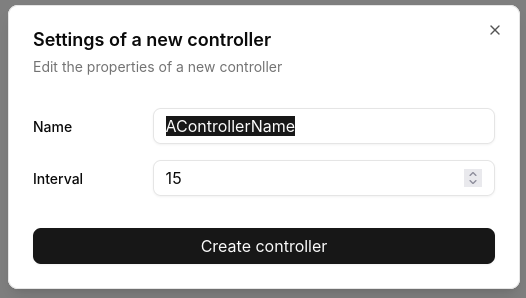 Settings of a new controller
Edit the properties of a new controller
Name
AControllerName
Interval
15
Create controller